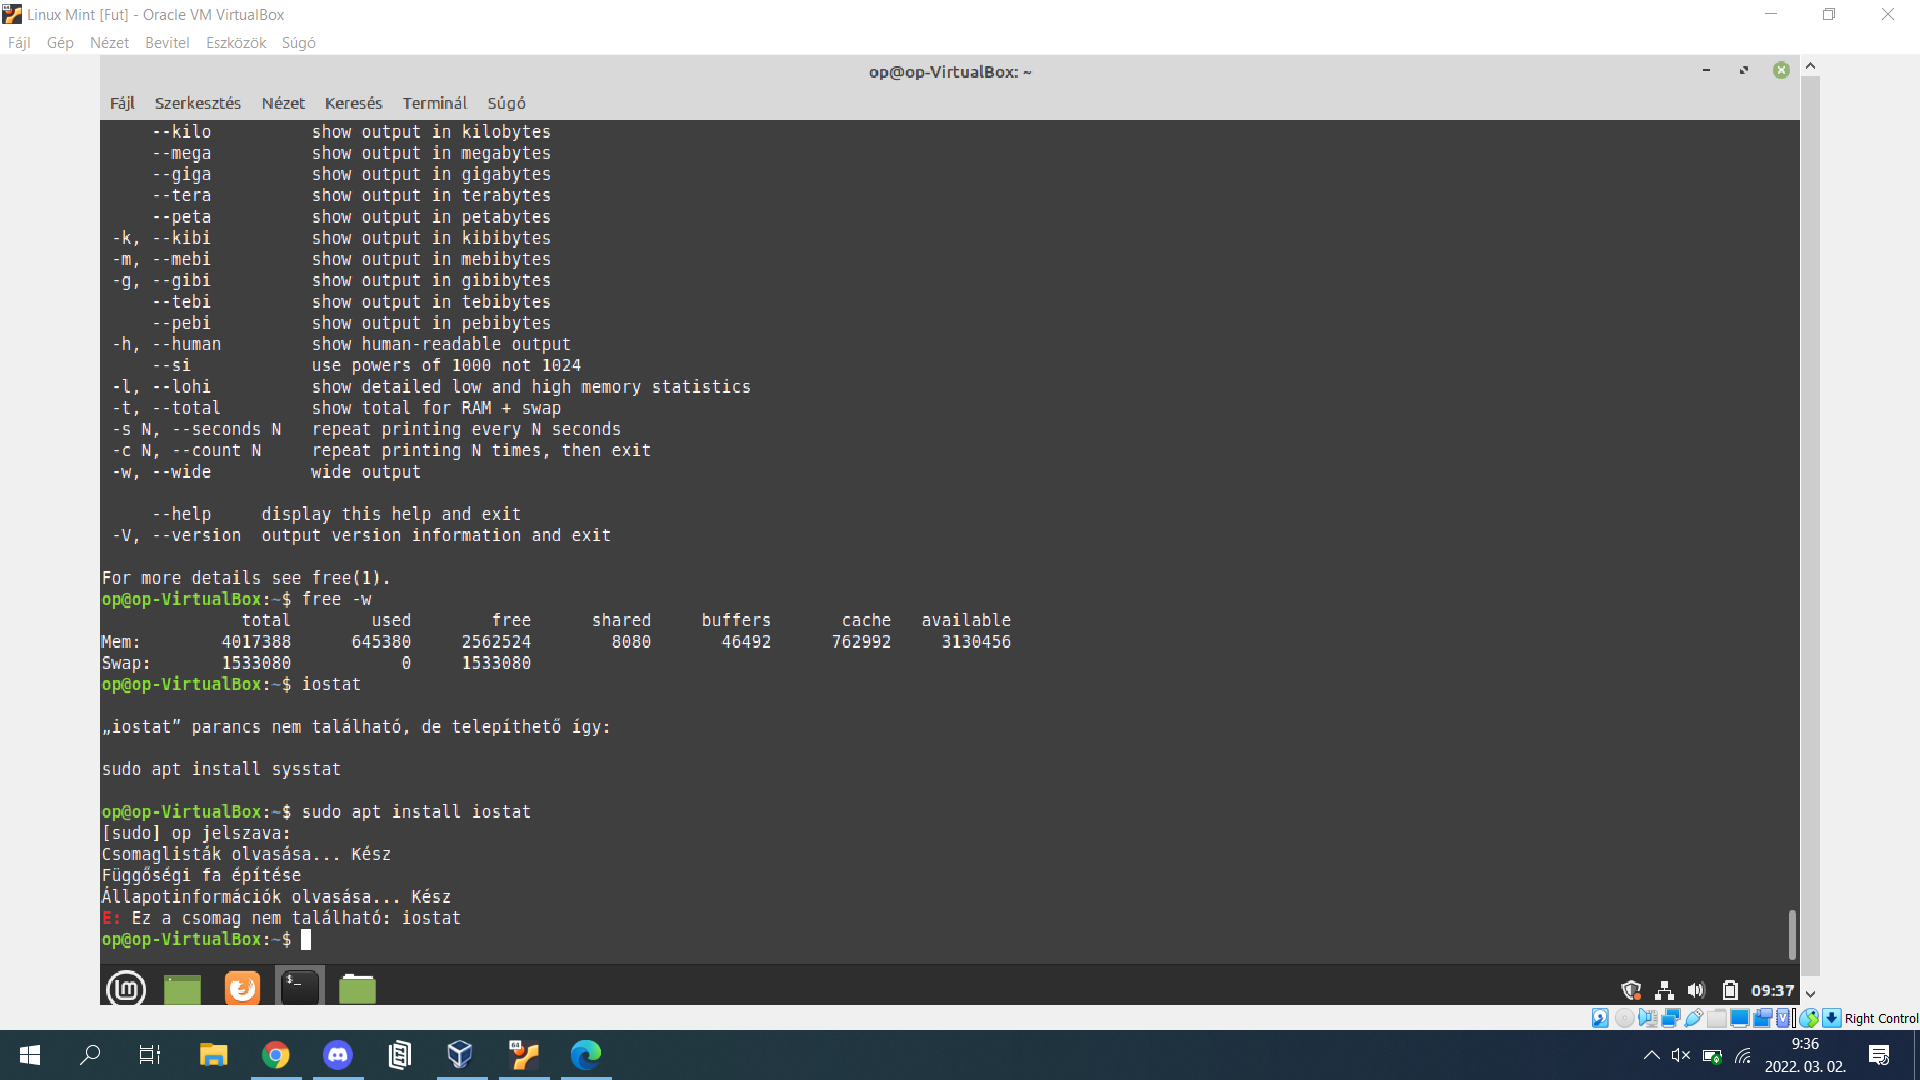 Linux Mint [Fut] - Oracle VM VirtualBox
Fájl Gép Nézet Bevitel Eszközök Súgó
op@op-VirtualBox: ~
Fájl Szerkesztés Nézet Keresés Terminál Súgó
--kilo show output in kilobytes
--mega show output in megabytes
--giga show output in gigabytes
--tera show output in terabytes
--peta show output in petabytes
-k, --kibi show output in kibibytes
-m, --mebi show output in mebibytes
-g, --gibi show output in gibibytes
--tebi show output in tebibytes
--pebi show output in pebibytes
-h, --human show human-readable output
--si use powers of 1000 not 1024
-l, --lohi show detailed low and high memory statistics
-t, --total show total for RAM + swap
-s N, --seconds N repeat printing every N seconds
-c N, --count N repeat printing N times, then exit
-w, --wide wide output
--help display this help and exit
-V, --version output version information and exit
For more details see free(1).
op@op-VirtualBox:~$ free -w
total used free shared buffers cache available
Mem: 4017388 645380 2562524 8080 46492 762992 3130456
Swap: 1533080 0 1533080
op@op-VirtualBox:~$ iostat
„iostat” parancs nem található, de telepíthető így:
sudo apt install sysstat
op@op-VirtualBox:~$ sudo apt install iostat
[sudo] op jelszava:
Csomaglisták olvasása... Kész
Függőségi fa építése
Állapotinformációk olvasása... Kész
E: Ez a csomag nem található: iostat
op@op-VirtualBox:~$
09:37
Right Control
9:36
2022. 03. 02.